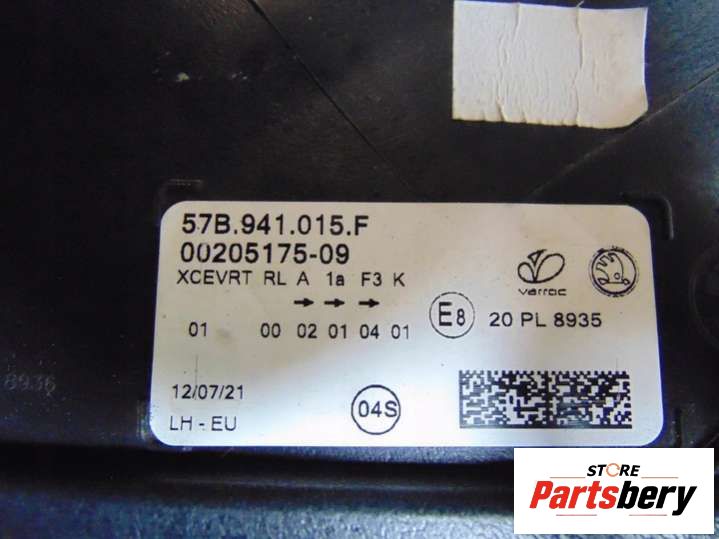 57B.941.015.F
00205175-09
XCEVRT RL A 1a F3 K
01 00 02 01 04 01
varroc
E8 20 PL 8935
12/07/21
04S
LH - EU
8936
STORE
Partsbery